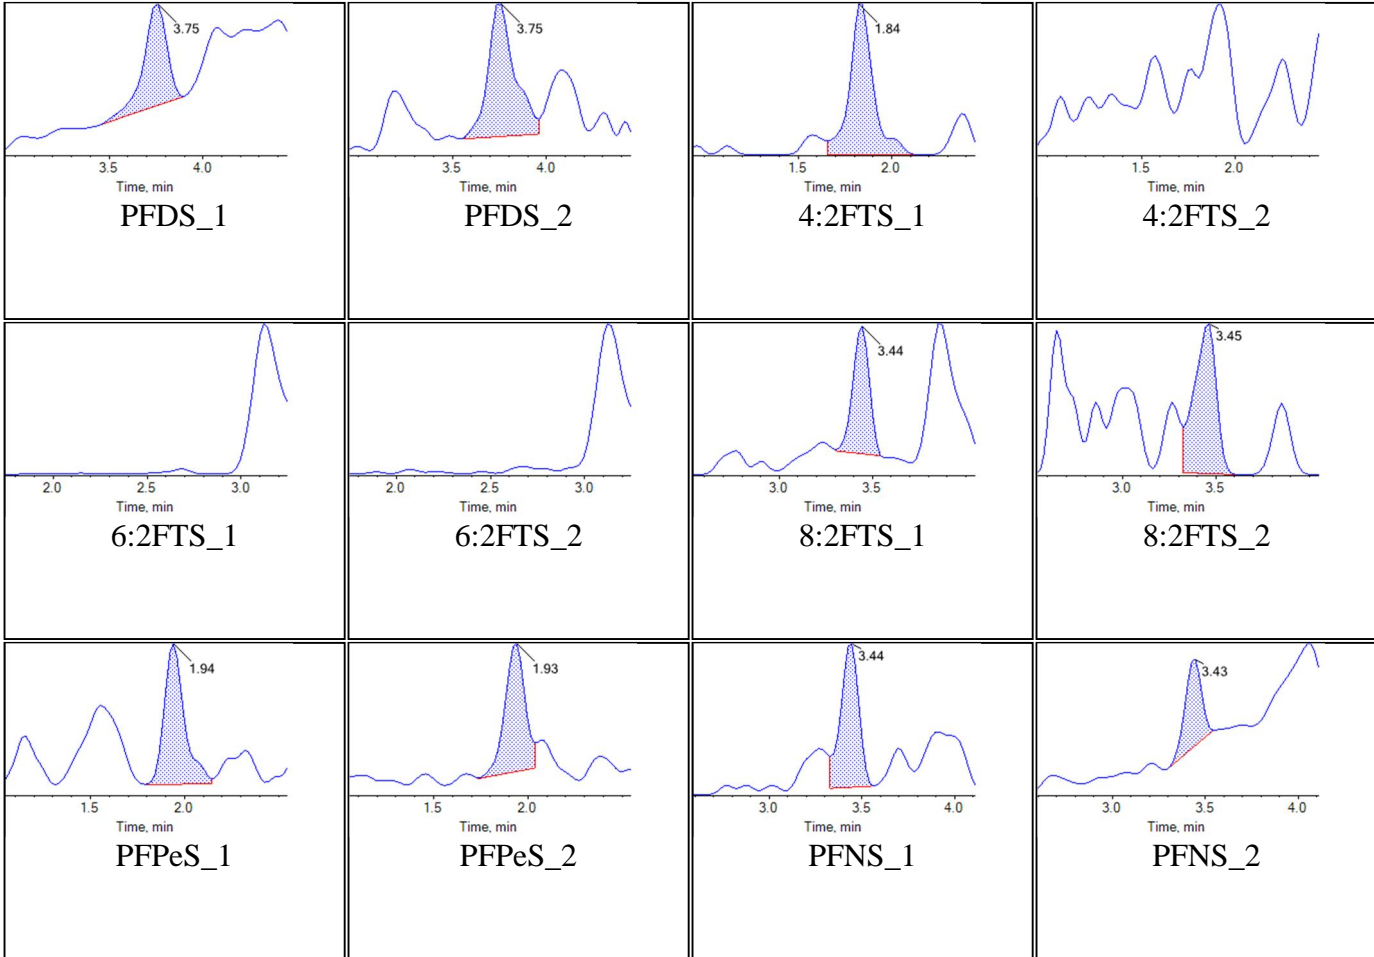 3.75
3.5 4.0
Time, min
PFDS_1
3.75
3.5 4.0
Time, min
PFDS_2
1.84
1.5 2.0
Time, min
4:2FTS_1
1.5 2.0
Time, min
4:2FTS_2
2.0 2.5 3.0
Time, min
6:2FTS_1
2.0 2.5 3.0
Time, min
6:2FTS_2
3.44
3.0 3.5
Time, min
8:2FTS_1
3.45
3.0 3.5
Time, min
8:2FTS_2
1.94
1.5 2.0
Time, min
PFPeS_1
1.93
1.5 2.0
Time, min
PFPeS_2
3.44
3.0 3.5 4.0
Time, min
PFNS_1
3.43
3.0 3.5 4.0
Time, min
PFNS_2